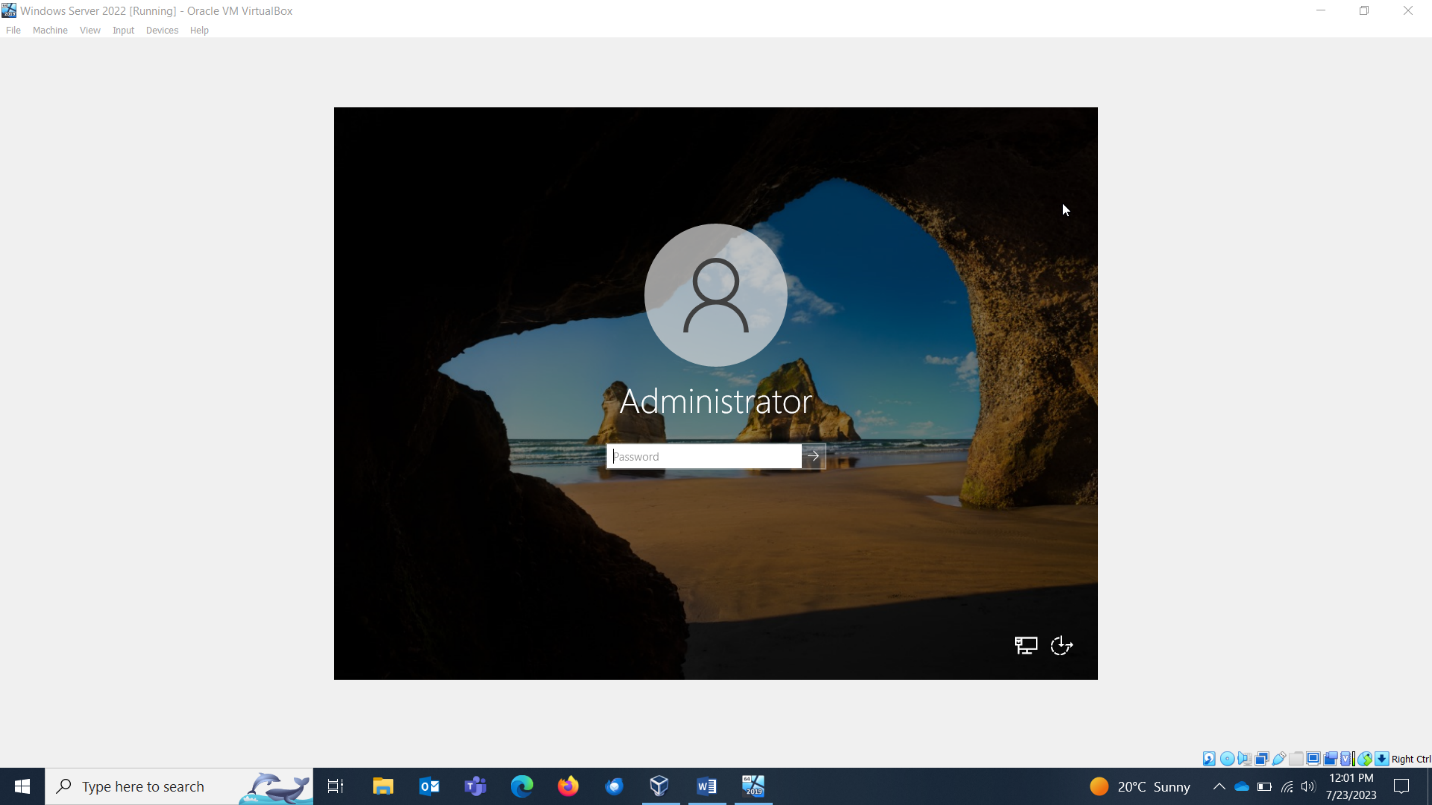 Windows Server 2022 [Running] - Oracle VM VirtualBox
File Machine View Input Devices Help
Administrator
Password
Right Ctrl
Type here to search
20°C Sunny
12:01 PM
7/23/2023
2019